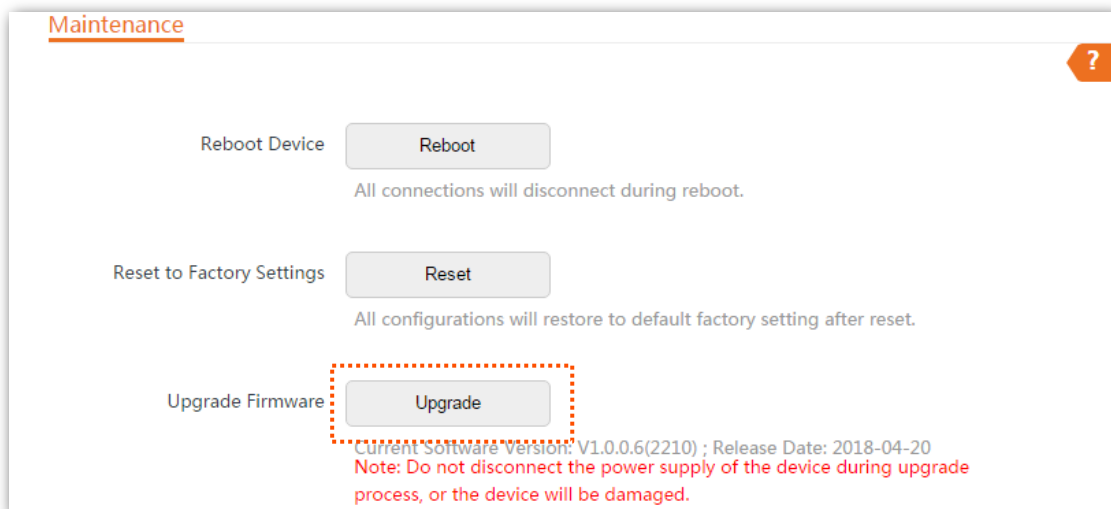 Maintenance
?
Reboot Device
Reboot
All connections will disconnect during reboot.
Reset to Factory Settings
Reset
All configurations will restore to default factory setting after reset.
Upgrade Firmware
Upgrade
Current Software Version: V1.0.0.6(2210) ; Release Date: 2018-04-20
Note: Do not disconnect the power supply of the device during upgrade
process, or the device will be damaged.